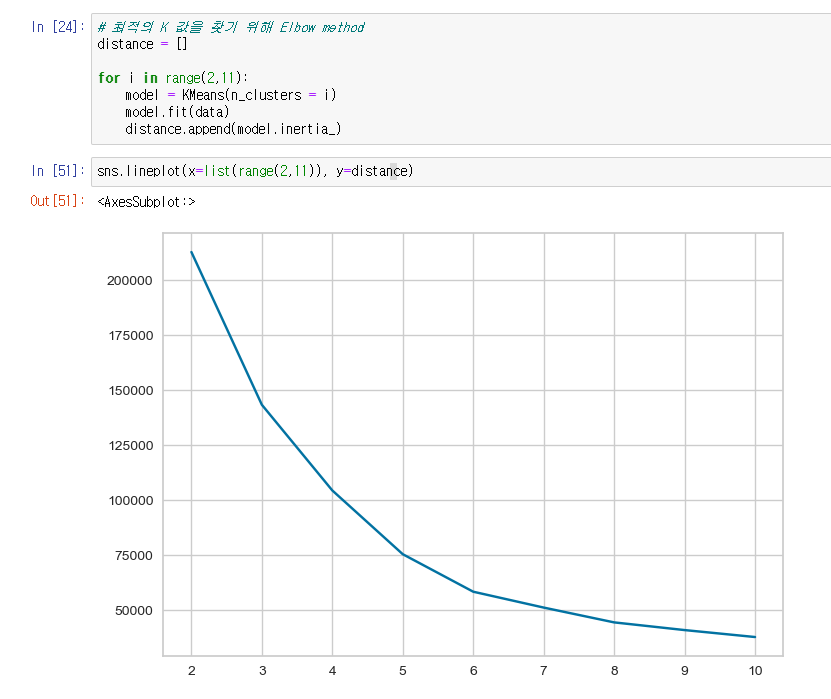 In [24]:
# 최적의 K 값을 찾기 위해 Elbow method
distance = []
for i in range(2,11):
model = KMeans(n_clusters = i)
model.fit(data)
distance.append(model.inertia_)
In [51]:
sns.lineplot(x=list(range(2,11)), y=distance)
Out[51]:
<AxesSubplot:>
200000
175000
150000
125000
100000
75000
50000
2 3 4 5 6 7 8 9 10